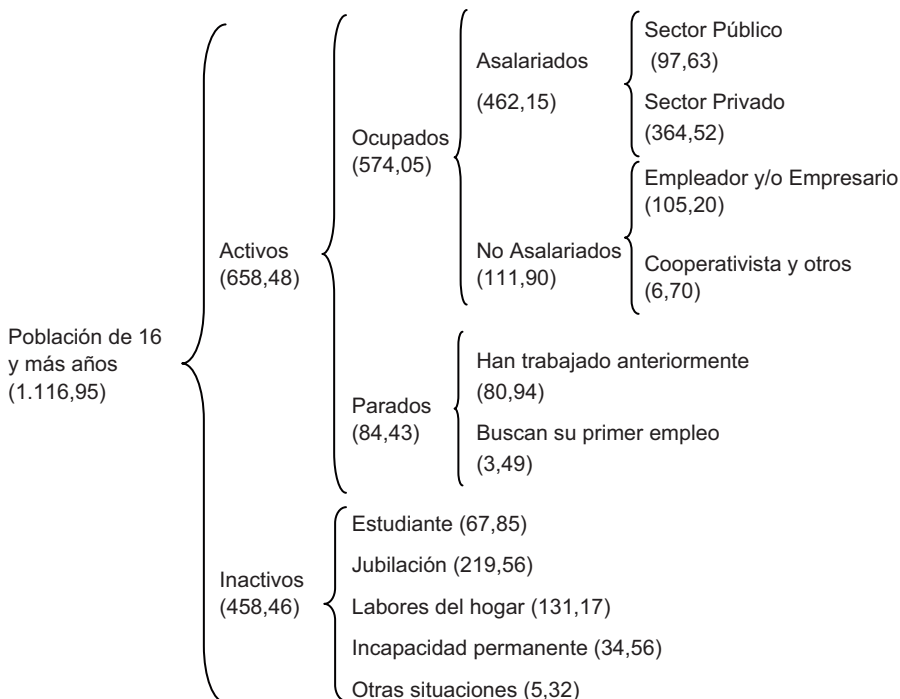 Población de 16
y más años
(1.116,95)
Activos
(658,48)
Ocupados
(574,05)
Asalariados
(462,15)
Sector Público
(97,63)
Sector Privado
(364,52)
No Asalariados
(111,90)
Empleador y/o Empresario
(105,20)
Cooperativista y otros
(6,70)
Parados
(84,43)
Han trabajado anteriormente
(80,94)
Buscan su primer empleo
(3,49)
Inactivos
(458,46)
Estudiante (67,85)
Jubilación (219,56)
Labores del hogar (131,17)
Incapacidad permanente (34,56)
Otras situaciones (5,32)